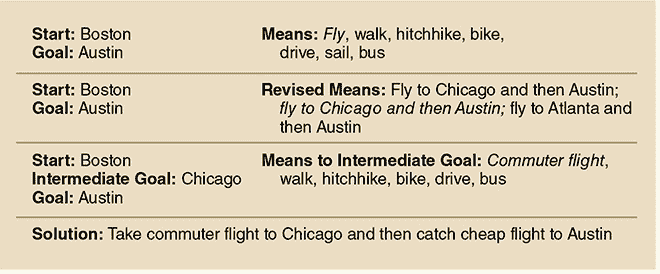 Start: Boston
Goal: Austin
Means: Fly, walk, hitchhike, bike,
drive, sail, bus
Start: Boston
Goal: Austin
Revised Means: Fly to Chicago and then Austin;
fly to Chicago and then Austin; fly to Atlanta and
then Austin
Start: Boston
Intermediate Goal: Chicago
Goal: Austin
Means to Intermediate Goal: Commuter flight,
walk, hitchhike, bike, drive, bus
Solution: Take commuter flight to Chicago and then catch cheap flight to Austin